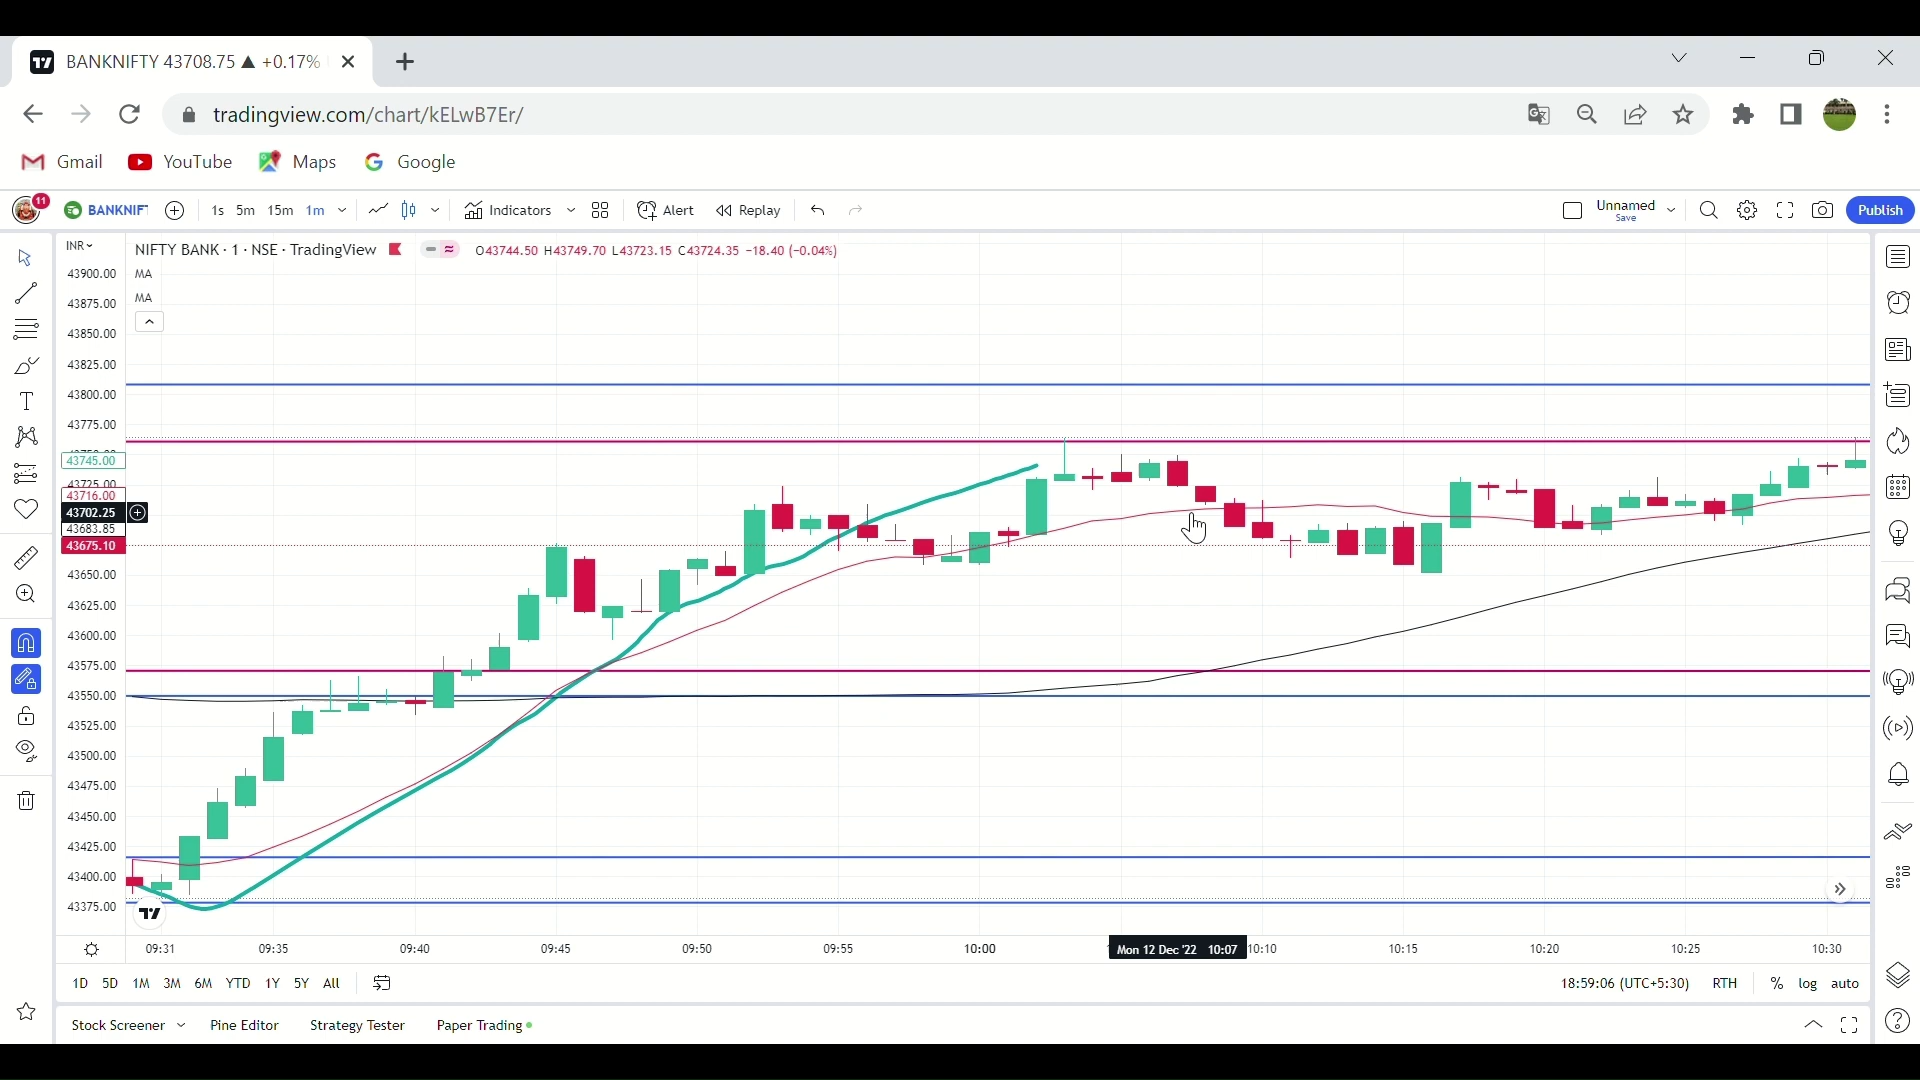 BANKNIFTY 43708.75 ▲ +0.17%
tradingview.com/chart/kELwB7Er/
Gmail YouTube Maps Google
11 BANKNIF 1s 5m 15m 1m Indicators Alert Replay Unnamed Save Publish
INR NIFTY BANK · 1 · NSE · TradingView O43744.50 H43749.70 L43723.15 C43724.35 −18.40 (−0.04%)
MA
MA
43900.00
43875.00
43850.00
43825.00
43800.00
43775.00
43745.00
43725.00
43716.00
43702.25
43683.85
43675.10
43650.00
43625.00
43600.00
43575.00
43550.00
43525.00
43500.00
43475.00
43450.00
43425.00
43400.00
43375.00
09:31 09:35 09:40 09:45 09:50 09:55 10:00 Mon 12 Dec '22 10:07 10:10 10:15 10:20 10:25 10:30
1D 5D 1M 3M 6M YTD 1Y 5Y All 18:59:06 (UTC+5:30) RTH % log auto
Stock Screener Pine Editor Strategy Tester Paper Trading